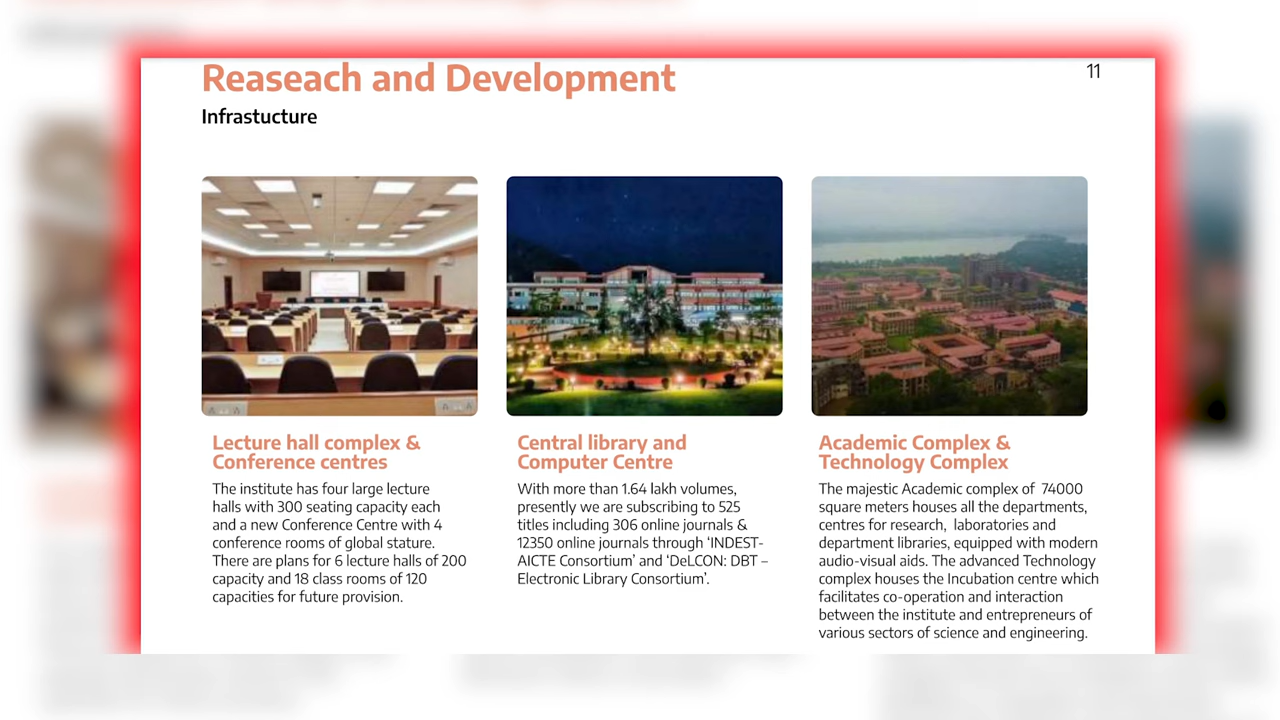 Reaseach and Development
11
Infrastucture
Lecture hall complex &
Conference centres
The institute has four large lecture
halls with 300 seating capacity each
and a new Conference Centre with 4
conference rooms of global stature.
There are plans for 6 lecture halls of 200
capacity and 18 class rooms of 120
capacities for future provision.
Central library and
Computer Centre
With more than 1.64 lakh volumes,
presently we are subscribing to 525
titles including 306 online journals &
12350 online journals through ‘INDEST-
AICTE Consortium’ and ‘DeLCON: DBT –
Electronic Library Consortium’.
Academic Complex &
Technology Complex
The majestic Academic complex of 74000
square meters houses all the departments,
centres for research, laboratories and
department libraries, equipped with modern
audio-visual aids. The advanced Technology
complex houses the Incubation centre which
facilitates co-operation and interaction
between the institute and entrepreneurs of
various sectors of science and engineering.